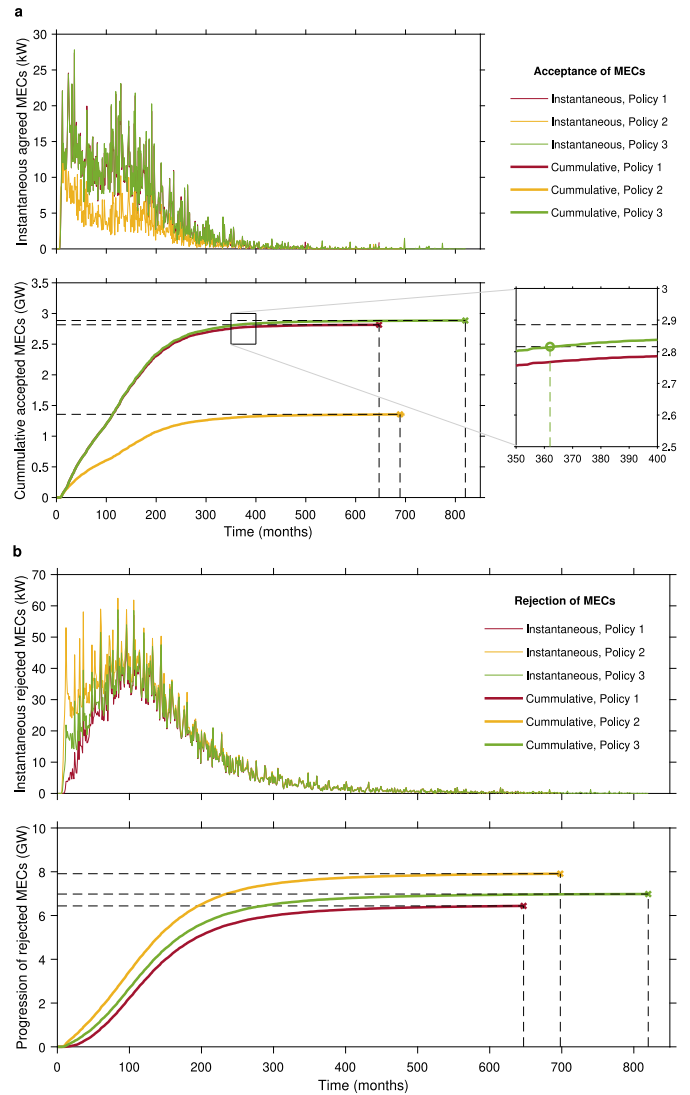 a
Instantaneous agreed MECs (kW)
30
25
20
15
10
5
0
Acceptance of MECs
Instantaneous, Policy 1
Instantaneous, Policy 2
Instantaneous, Policy 3
Cummulative, Policy 1
Cummulative, Policy 2
Cummulative, Policy 3
Cummulative accepted MECs (GW)
3.5
3
2.5
2
1.5
1
0.5
0
0 100 200 300 400 500 600 700 800
Time (months)
3
2.9
2.8
2.7
2.6
2.5
350 360 370 380 390 400
b
Instantaneous rejected MECs (kW)
70
60
50
40
30
20
10
0
Rejection of MECs
Instantaneous, Policy 1
Instantaneous, Policy 2
Instantaneous, Policy 3
Cummulative, Policy 1
Cummulative, Policy 2
Cummulative, Policy 3
Progression of rejected MECs (GW)
10
8
6
4
2
0
0 100 200 300 400 500 600 700 800
Time (months)